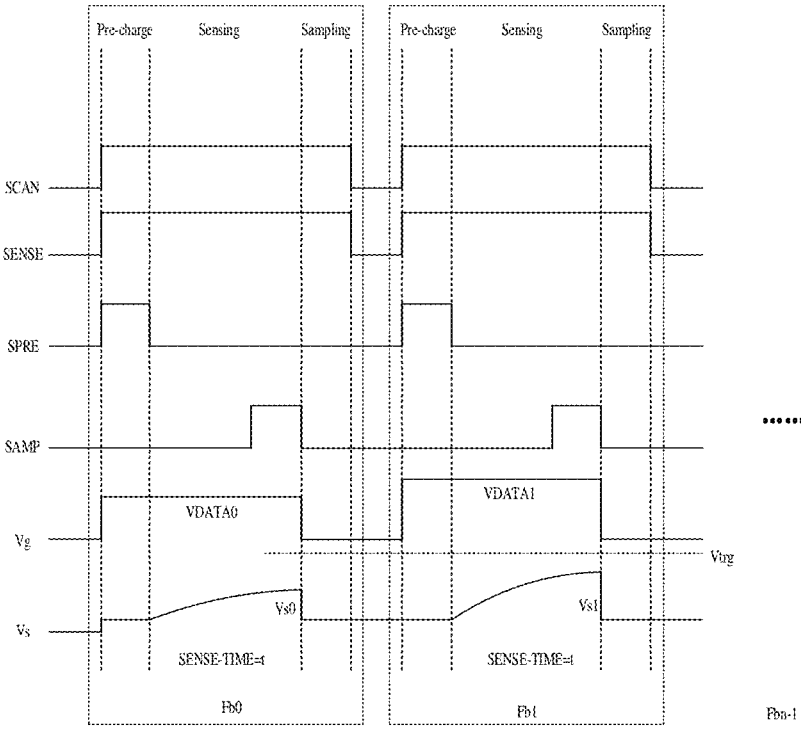 Pre-charge Sensing Sampling Pre-charge Sensing Sampling
SCAN
SENSE
SPRE
SAMP
VDATA0 VDATA1
Vg
Vtrg
Vs0 Vs1
Vs
SENSE-TIME=t SENSE-TIME=t
Fb0 Fb1 Fbn-1